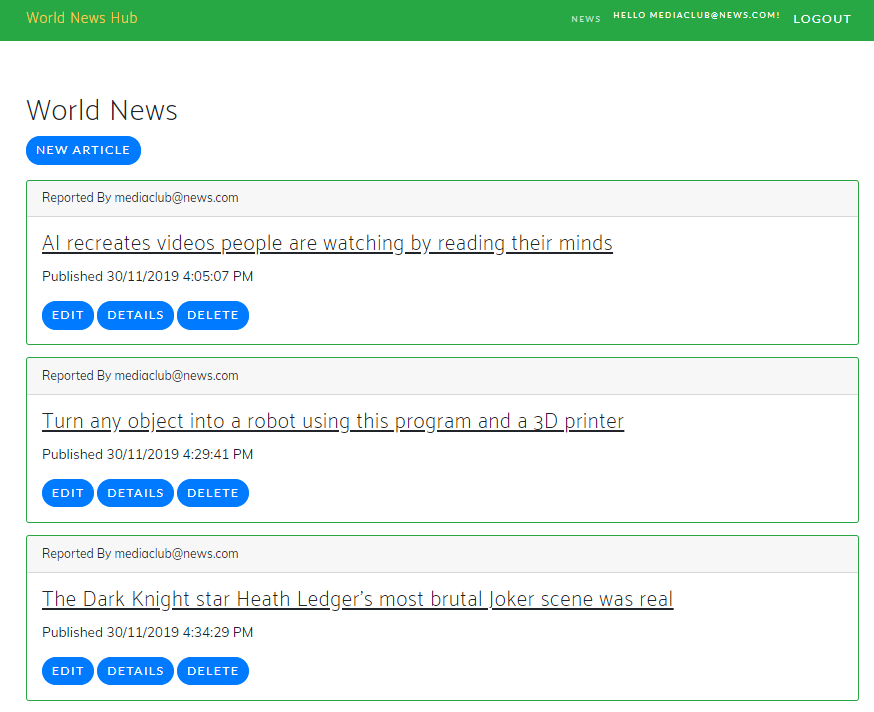 World News Hub
NEWS HELLO MEDIACLUB@NEWS.COM! LOGOUT
World News
NEW ARTICLE
Reported By mediaclub@news.com
AI recreates videos people are watching by reading their minds
Published 30/11/2019 4:05:07 PM
EDIT DETAILS DELETE
Reported By mediaclub@news.com
Turn any object into a robot using this program and a 3D printer
Published 30/11/2019 4:29:41 PM
EDIT DETAILS DELETE
Reported By mediaclub@news.com
The Dark Knight star Heath Ledger's most brutal Joker scene was real
Published 30/11/2019 4:34:29 PM
EDIT DETAILS DELETE